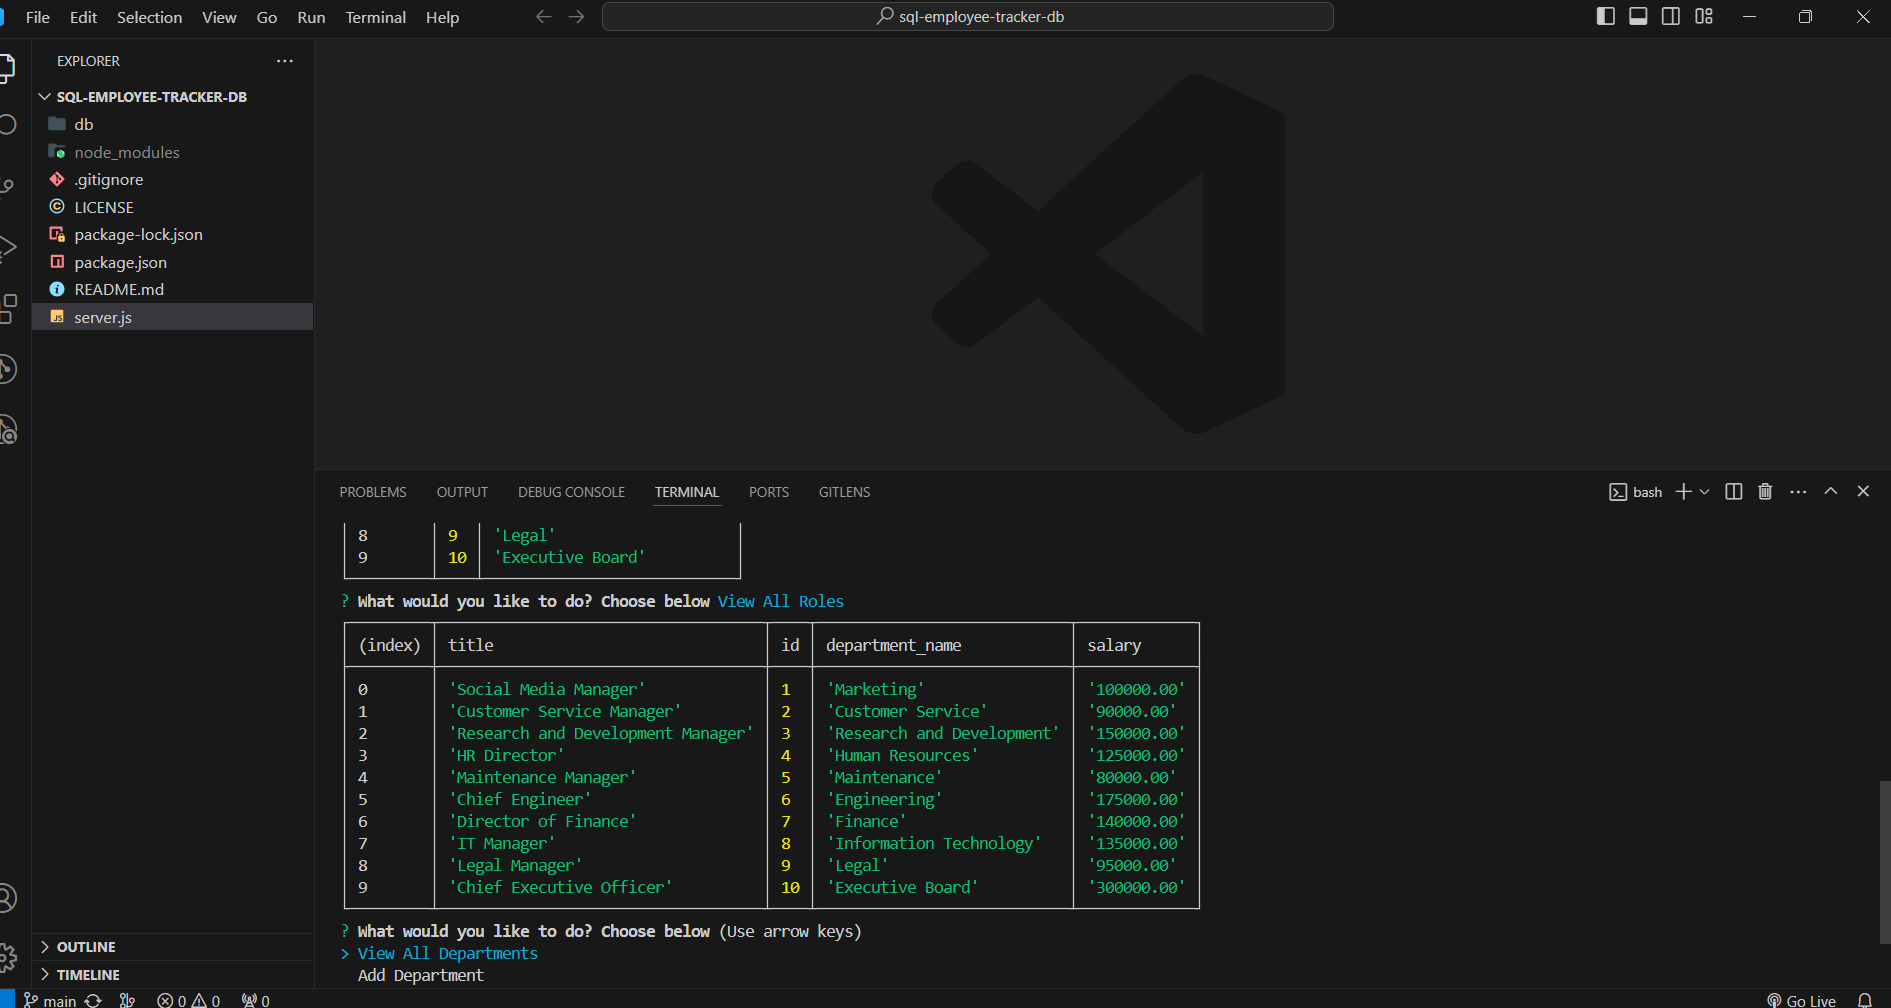 File Edit Selection View Go Run Terminal Help
sql-employee-tracker-db
EXPLORER
SQL-EMPLOYEE-TRACKER-DB
db
node_modules
.gitignore
LICENSE
package-lock.json
package.json
README.md
server.js
OUTLINE
TIMELINE
PROBLEMS OUTPUT DEBUG CONSOLE TERMINAL PORTS GITLENS
bash
8 9 'Legal'
9 10 'Executive Board'
? What would you like to do? Choose below View All Roles
(index) title id department_name salary
0 'Social Media Manager' 1 'Marketing' '100000.00'
1 'Customer Service Manager' 2 'Customer Service' '90000.00'
2 'Research and Development Manager' 3 'Research and Development' '150000.00'
3 'HR Director' 4 'Human Resources' '125000.00'
4 'Maintenance Manager' 5 'Maintenance' '80000.00'
5 'Chief Engineer' 6 'Engineering' '175000.00'
6 'Director of Finance' 7 'Finance' '140000.00'
7 'IT Manager' 8 'Information Technology' '135000.00'
8 'Legal Manager' 9 'Legal' '95000.00'
9 'Chief Executive Officer' 10 'Executive Board' '300000.00'
? What would you like to do? Choose below (Use arrow keys)
> View All Departments
Add Department
main 0 0 0 Go Live